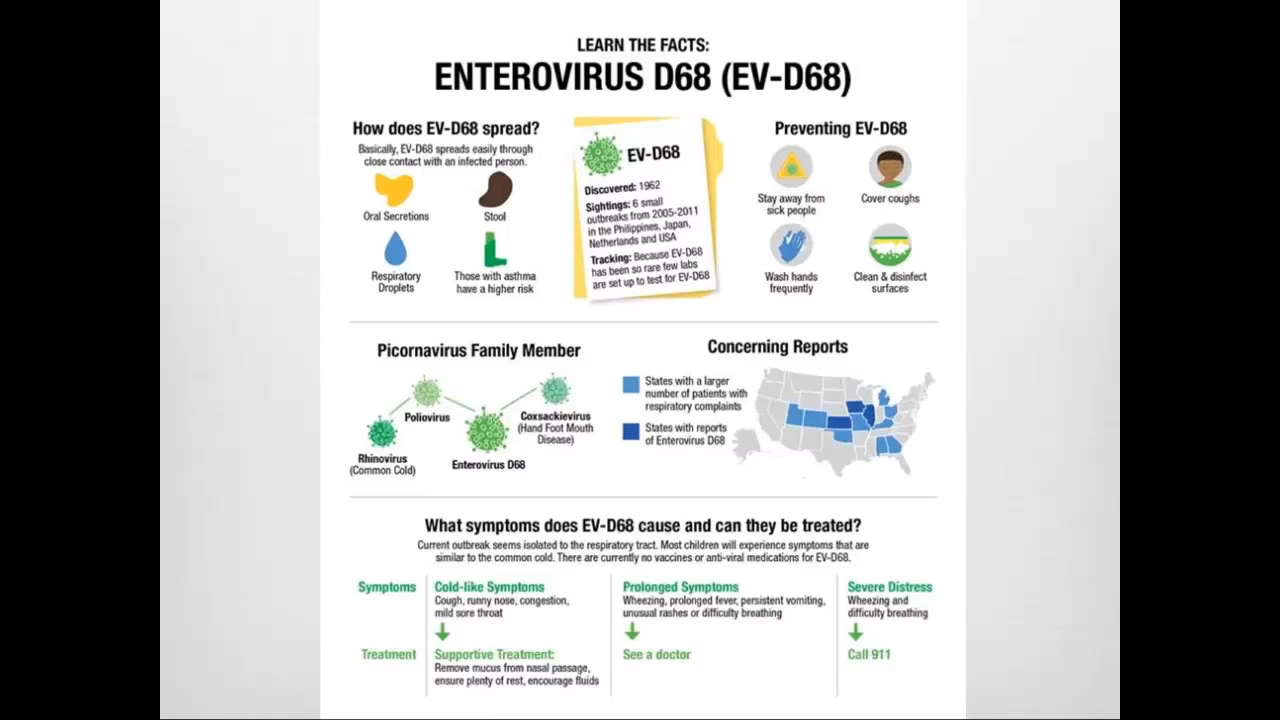 LEARN THE FACTS:
ENTEROVIRUS D68 (EV-D68)
How does EV-D68 spread?
Basically, EV-D68 spreads easily through
close contact with an infected person.
Oral Secretions
Stool
Respiratory
Droplets
Those with asthma
have a higher risk
EV-D68
Discovered: 1962
Sightings: 6 small
outbreaks from 2005-2011
in the Philippines, Japan,
Netherlands and USA
Tracking: Because EV-D68
has been so rare few labs
are set up to test for EV-D68
Preventing EV-D68
Stay away from
sick people
Cover coughs
Wash hands
frequently
Clean & disinfect
surfaces
Picornavirus Family Member
Poliovirus
Coxsackievirus
(Hand Foot Mouth
Disease)
Rhinovirus
(Common Cold)
Enterovirus D68
Concerning Reports
States with a larger
number of patients with
respiratory complaints
States with reports
of Enterovirus D68
What symptoms does EV-D68 cause and can they be treated?
Current outbreak seems isolated to the respiratory tract. Most children will experience symptoms that are
similar to the common cold. There are currently no vaccines or anti-viral medications for EV-D68.
Symptoms
Cold-like Symptoms
Cough, runny nose, congestion,
mild sore throat
Prolonged Symptoms
Wheezing, prolonged fever, persistent vomiting,
unusual rashes or difficulty breathing
Severe Distress
Wheezing and
difficulty breathing
Treatment
Supportive Treatment:
Remove mucus from nasal passage,
ensure plenty of rest, encourage fluids
See a doctor
Call 911